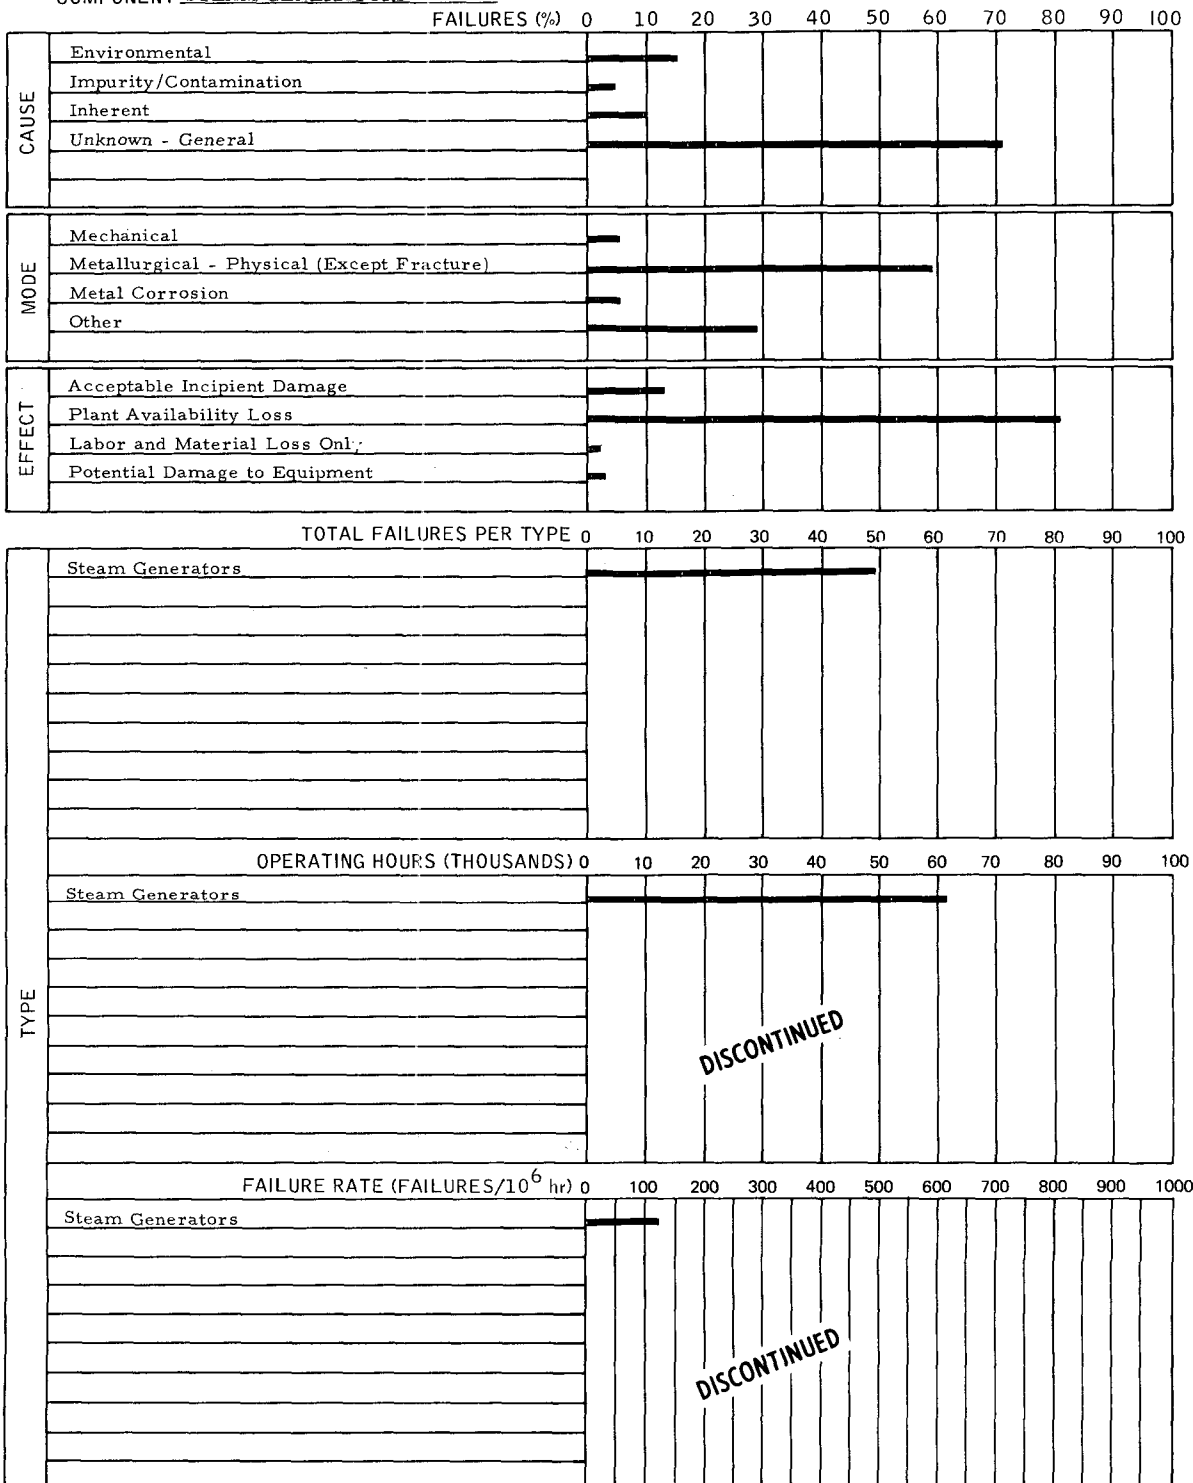 COMPONENT
FAILURES (%) 0 10 20 30 40 50 60 70 80 90 100
CAUSE
Environmental
Impurity/Contamination
Inherent
Unknown - General
MODE
Mechanical
Metallurgical - Physical (Except Fracture)
Metal Corrosion
Other
EFFECT
Acceptable Incipient Damage
Plant Availability Loss
Labor and Material Loss Only
Potential Damage to Equipment
TOTAL FAILURES PER TYPE 0 10 20 30 40 50 60 70 80 90 100
TYPE
Steam Generators
OPERATING HOURS (THOUSANDS) 0 10 20 30 40 50 60 70 80 90 100
Steam Generators
DISCONTINUED
FAILURE RATE (FAILURES/10^6 hr) 0 100 200 300 400 500 600 700 800 900 1000
Steam Generators
DISCONTINUED